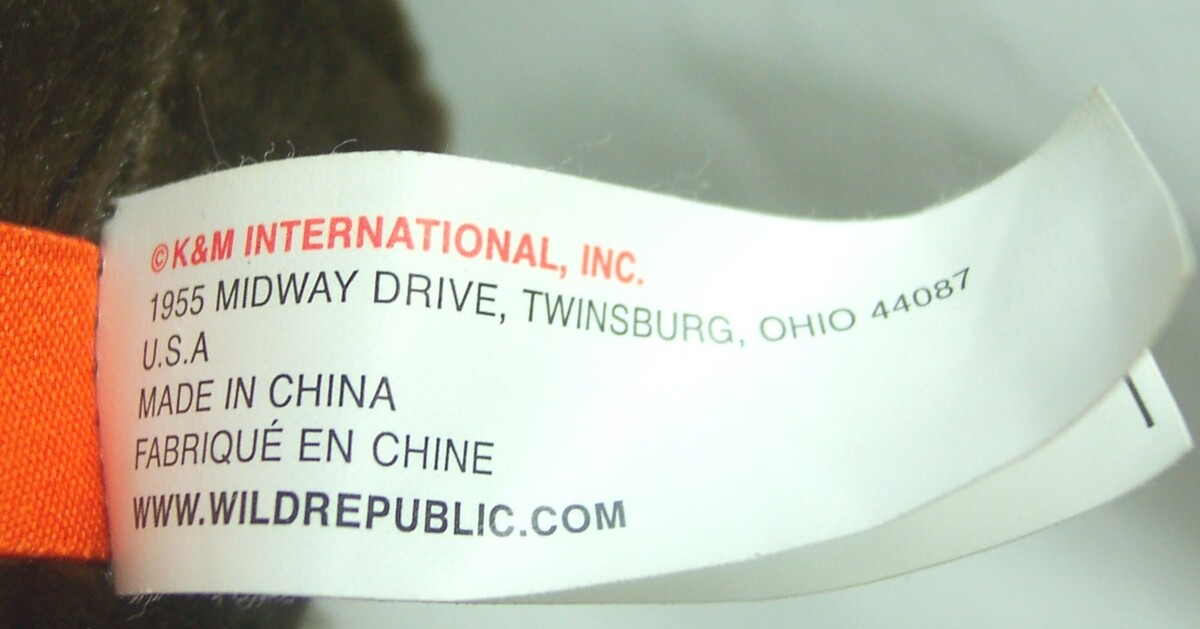 ©K&M INTERNATIONAL, INC.
1955 MIDWAY DRIVE, TWINSBURG, OHIO 44087
U.S.A
MADE IN CHINA
FABRIQUÉ EN CHINE
WWW.WILDREPUBLIC.COM